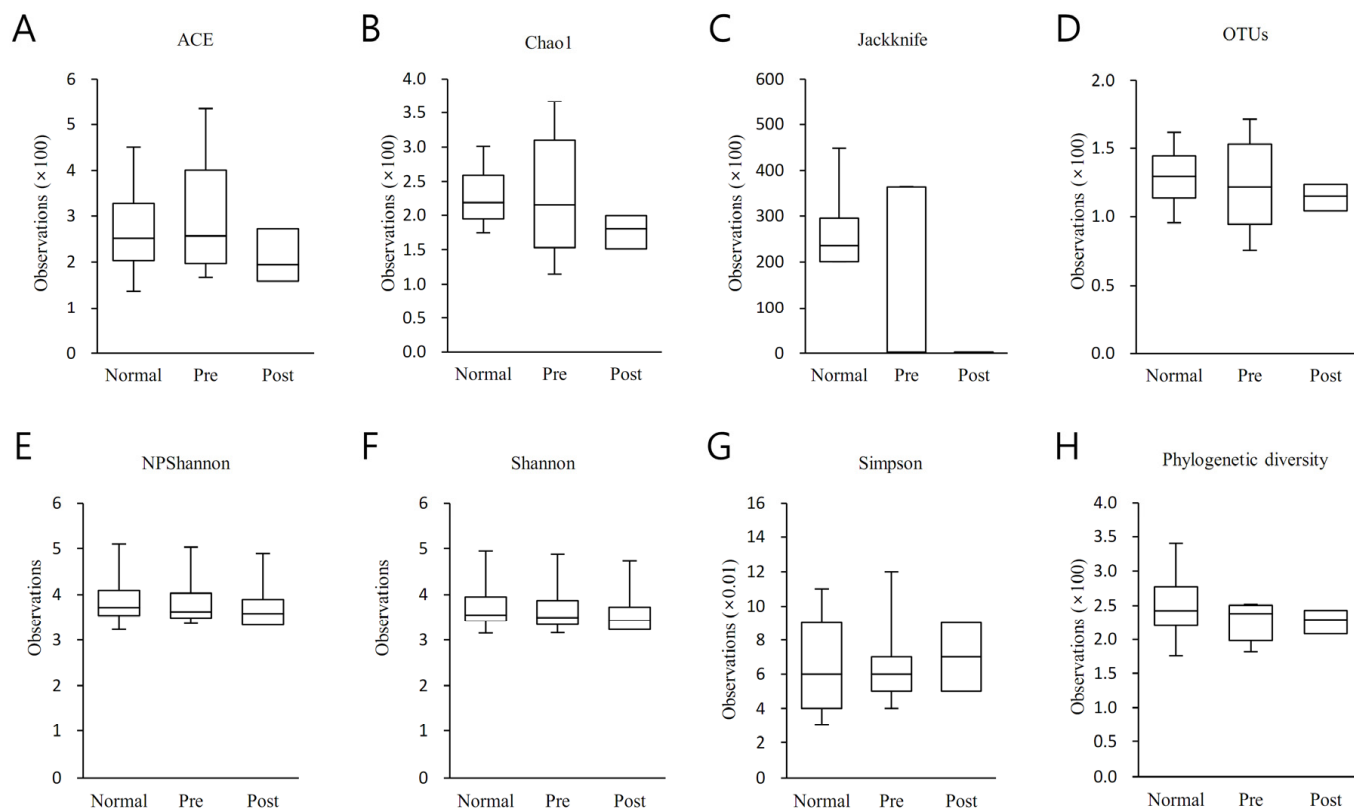 A
ACE
Observations (×100)
6
5
4
3
2
1
0
Normal Pre Post
B
Chao1
Observations (×100)
4.0
3.5
3.0
2.5
2.0
1.5
1.0
0.5
0.0
Normal Pre Post
C
Jackknife
Observations (×100)
600
500
400
300
200
100
0
Normal Pre Post
D
OTUs
Observations (×100)
2.0
1.5
1.0
0.5
0.0
Normal Pre Post
E
NPShannon
Observations
6
5
4
3
2
1
0
Normal Pre Post
F
Shannon
Observations
6
5
4
3
2
1
0
Normal Pre Post
G
Simpson
Observations (×0.01)
16
14
12
10
8
6
4
2
0
Normal Pre Post
H
Phylogenetic diversity
Observations (×100)
4.0
3.5
3.0
2.5
2.0
1.5
1.0
0.5
0.0
Normal Pre Post